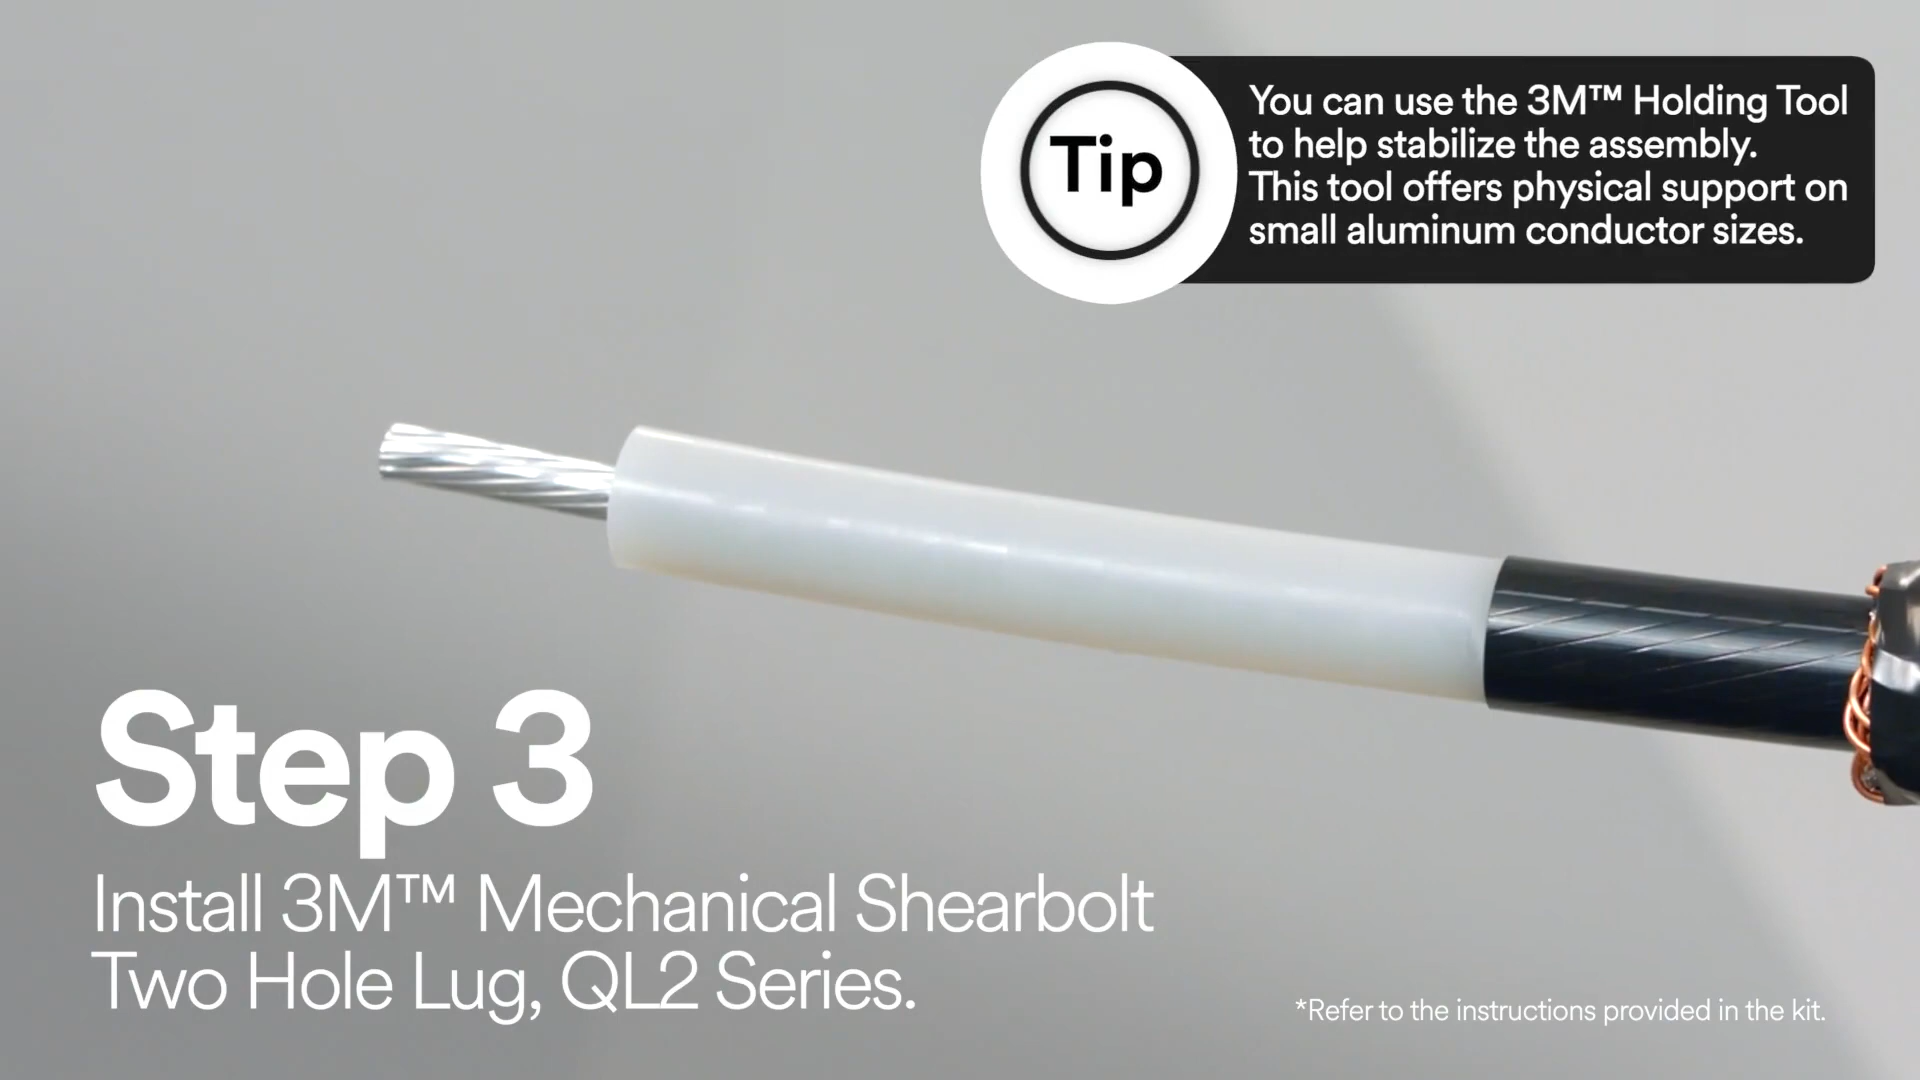 Tip
You can use the 3M™ Holding Tool
to help stabilize the assembly.
This tool offers physical support on
small aluminum conductor sizes.
Step 3
Install 3M™ Mechanical Shearbolt
Two Hole Lug, QL2 Series.
*Refer to the instructions provided in the kit.